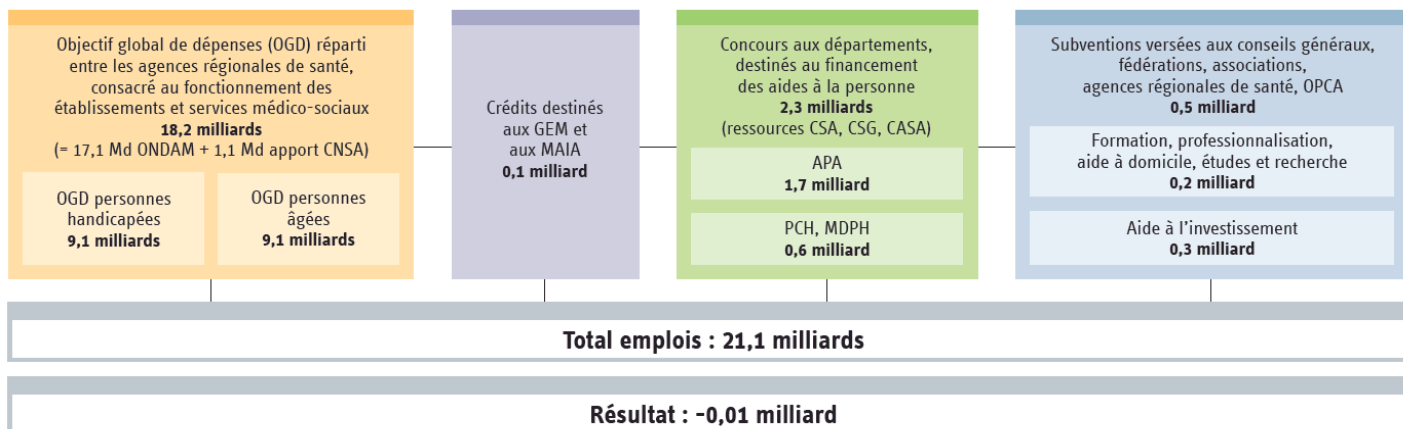 Objectif global de dépenses (OGD) réparti
entre les agences régionales de santé,
consacré au fonctionnement des
établissements et services médico-sociaux
18,2 milliards
(= 17,1 Md ONDAM + 1,1 Md apport CNSA)
OGD personnes
handicapées
9,1 milliards
OGD personnes
âgées
9,1 milliards
Crédits destinés
aux GEM et
aux MAIA
0,1 milliard
Concours aux départements,
destinés au financement
des aides à la personne
2,3 milliards
(ressources CSA, CSG, CASA)
APA
1,7 milliard
PCH, MDPH
0,6 milliard
Subventions versées aux conseils généraux,
fédérations, associations,
agences régionales de santé, OPCA
0,5 milliard
Formation, professionnalisation,
aide à domicile, études et recherche
0,2 milliard
Aide à l’investissement
0,3 milliard
Total emplois : 21,1 milliards
Résultat : -0,01 milliard